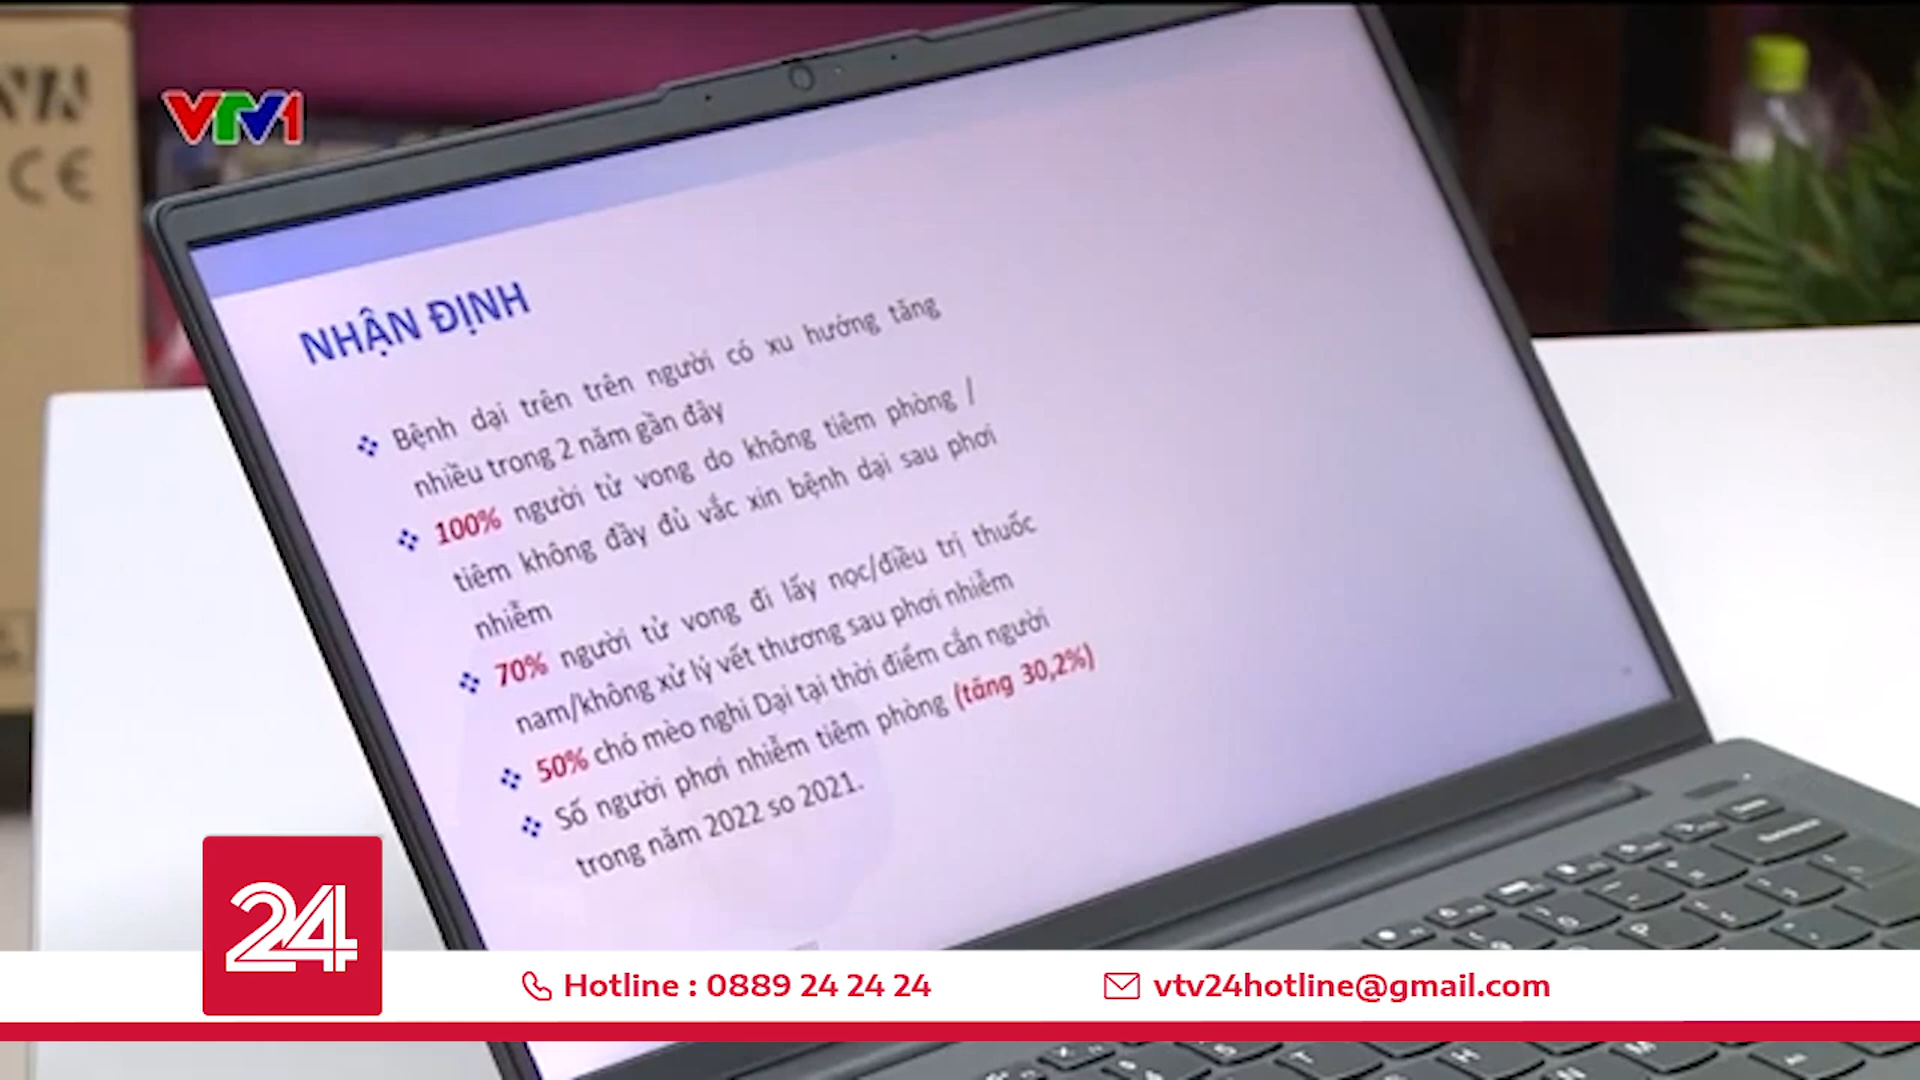 VTV1
CE
NHẬN ĐỊNH
Bệnh dại trên trên người có xu hướng tăng
nhiều trong 2 năm gần đây
100% người tử vong do không tiêm phòng /
tiêm không đầy đủ vắc xin bệnh dại sau phơi
nhiễm
70% người tử vong đi lấy nọc/điều trị thuốc
nam/không xử lý vết thương sau phơi nhiễm
50% chó mèo nghi Dại tại thời điểm cắn người
Số người phơi nhiễm tiêm phòng (tăng 30,2%)
trong năm 2022 so 2021.
24
Hotline : 0889 24 24 24
vtv24hotline@gmail.com